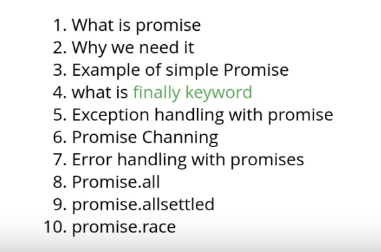 1. What is promise
2. Why we need it
3. Example of simple Promise
4. what is finally keyword
5. Exception handling with promise
6. Promise Channing
7. Error handling with promises
8. Promise.all
9. promise.allsettled
10. promise.race